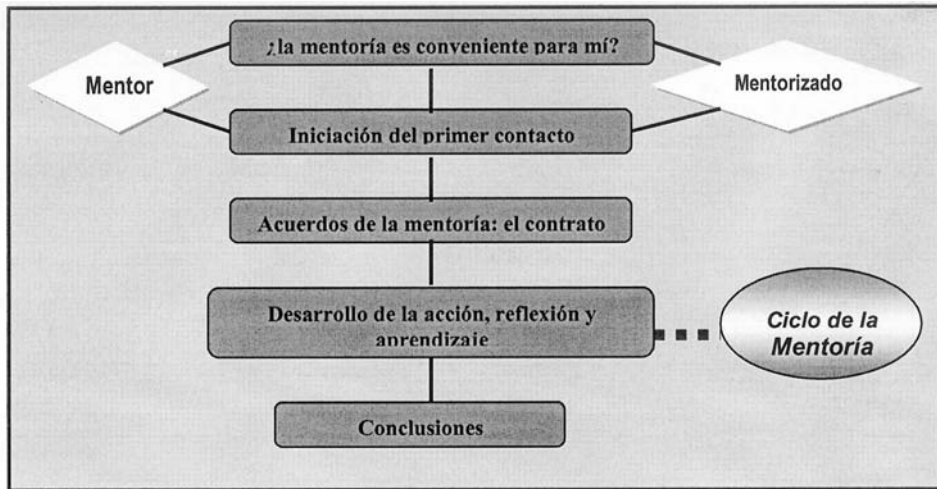 ¿la mentoría es conveniente para mí?
Mentor
Mentorizado
Iniciación del primer contacto
Acuerdos de la mentoría: el contrato
Desarrollo de la acción, reflexión y
aprendizaje
Ciclo de la
Mentoría
Conclusiones